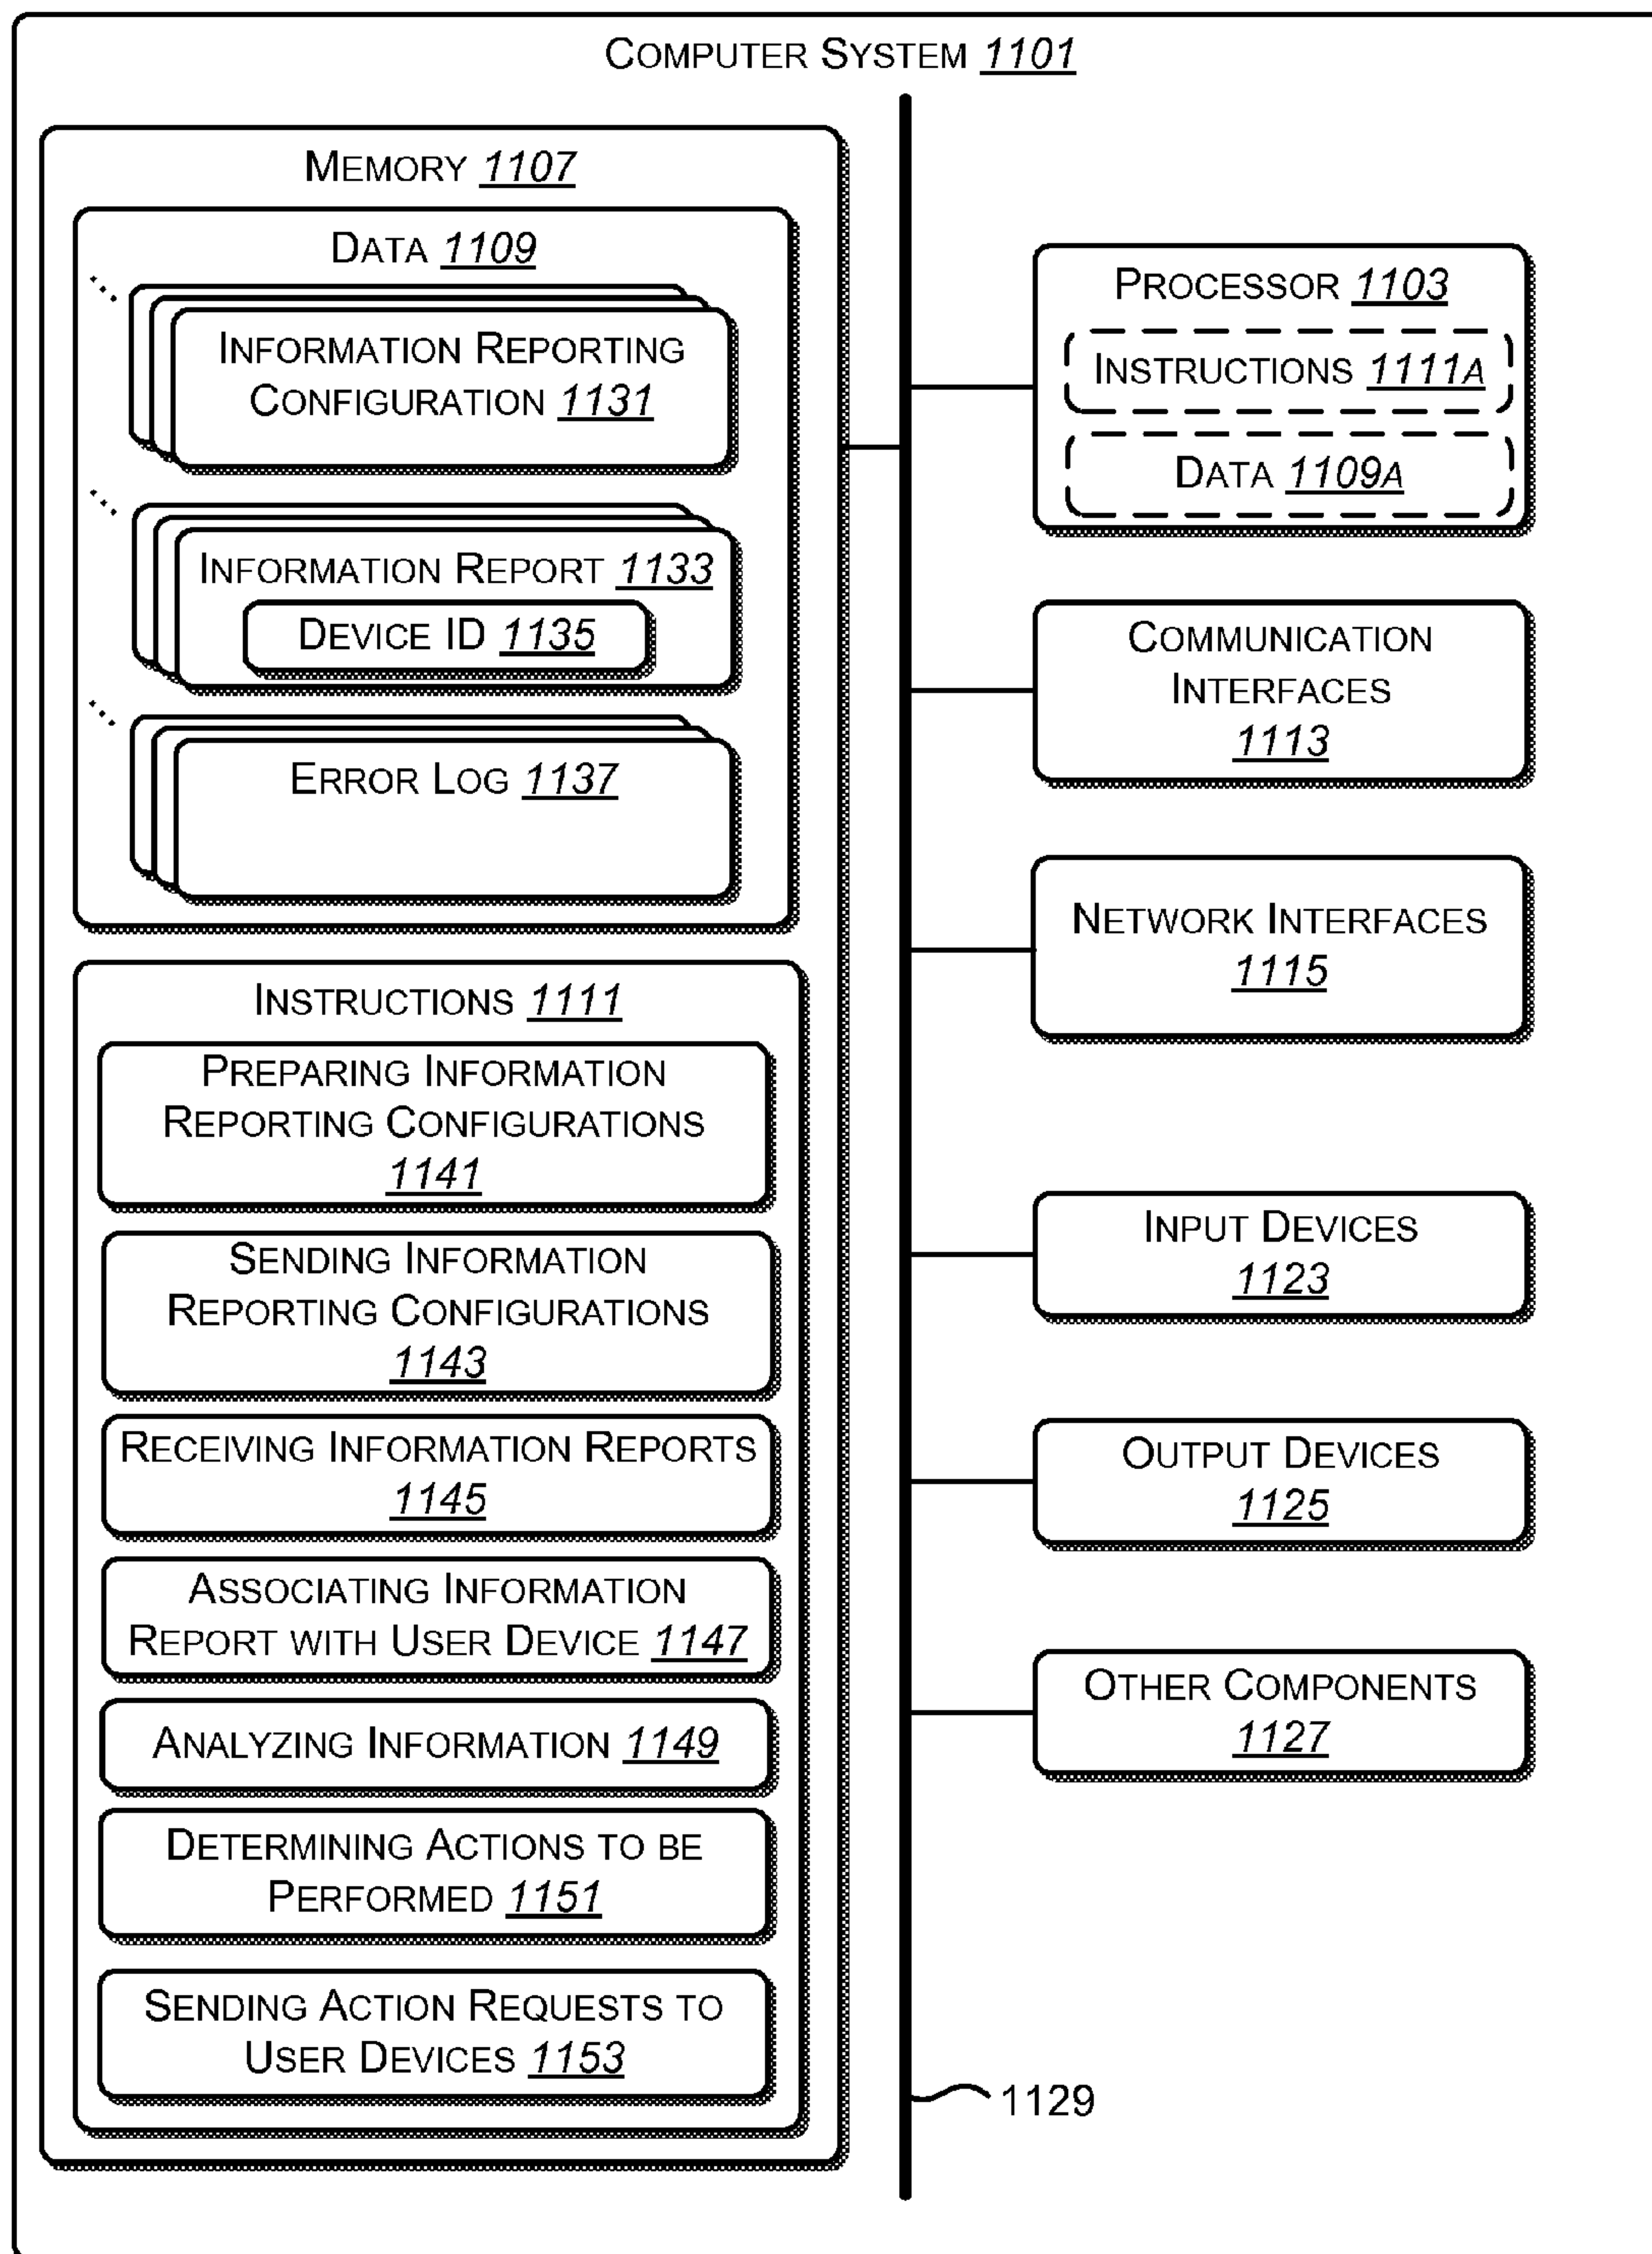 COMPUTER SYSTEM 1101
MEMORY 1107
DATA 1109
INFORMATION REPORTING
CONFIGURATION 1131
INFORMATION REPORT 1133
DEVICE ID 1135
ERROR LOG 1137
INSTRUCTIONS 1111
PREPARING INFORMATION
REPORTING CONFIGURATIONS
1141
SENDING INFORMATION
REPORTING CONFIGURATIONS
1143
RECEIVING INFORMATION REPORTS
1145
ASSOCIATING INFORMATION
REPORT WITH USER DEVICE 1147
ANALYZING INFORMATION 1149
DETERMINING ACTIONS TO BE
PERFORMED 1151
SENDING ACTION REQUESTS TO
USER DEVICES 1153
PROCESSOR 1103
INSTRUCTIONS 1111A
DATA 1109A
COMMUNICATION
INTERFACES
1113
NETWORK INTERFACES
1115
INPUT DEVICES
1123
OUTPUT DEVICES
1125
OTHER COMPONENTS
1127
1129